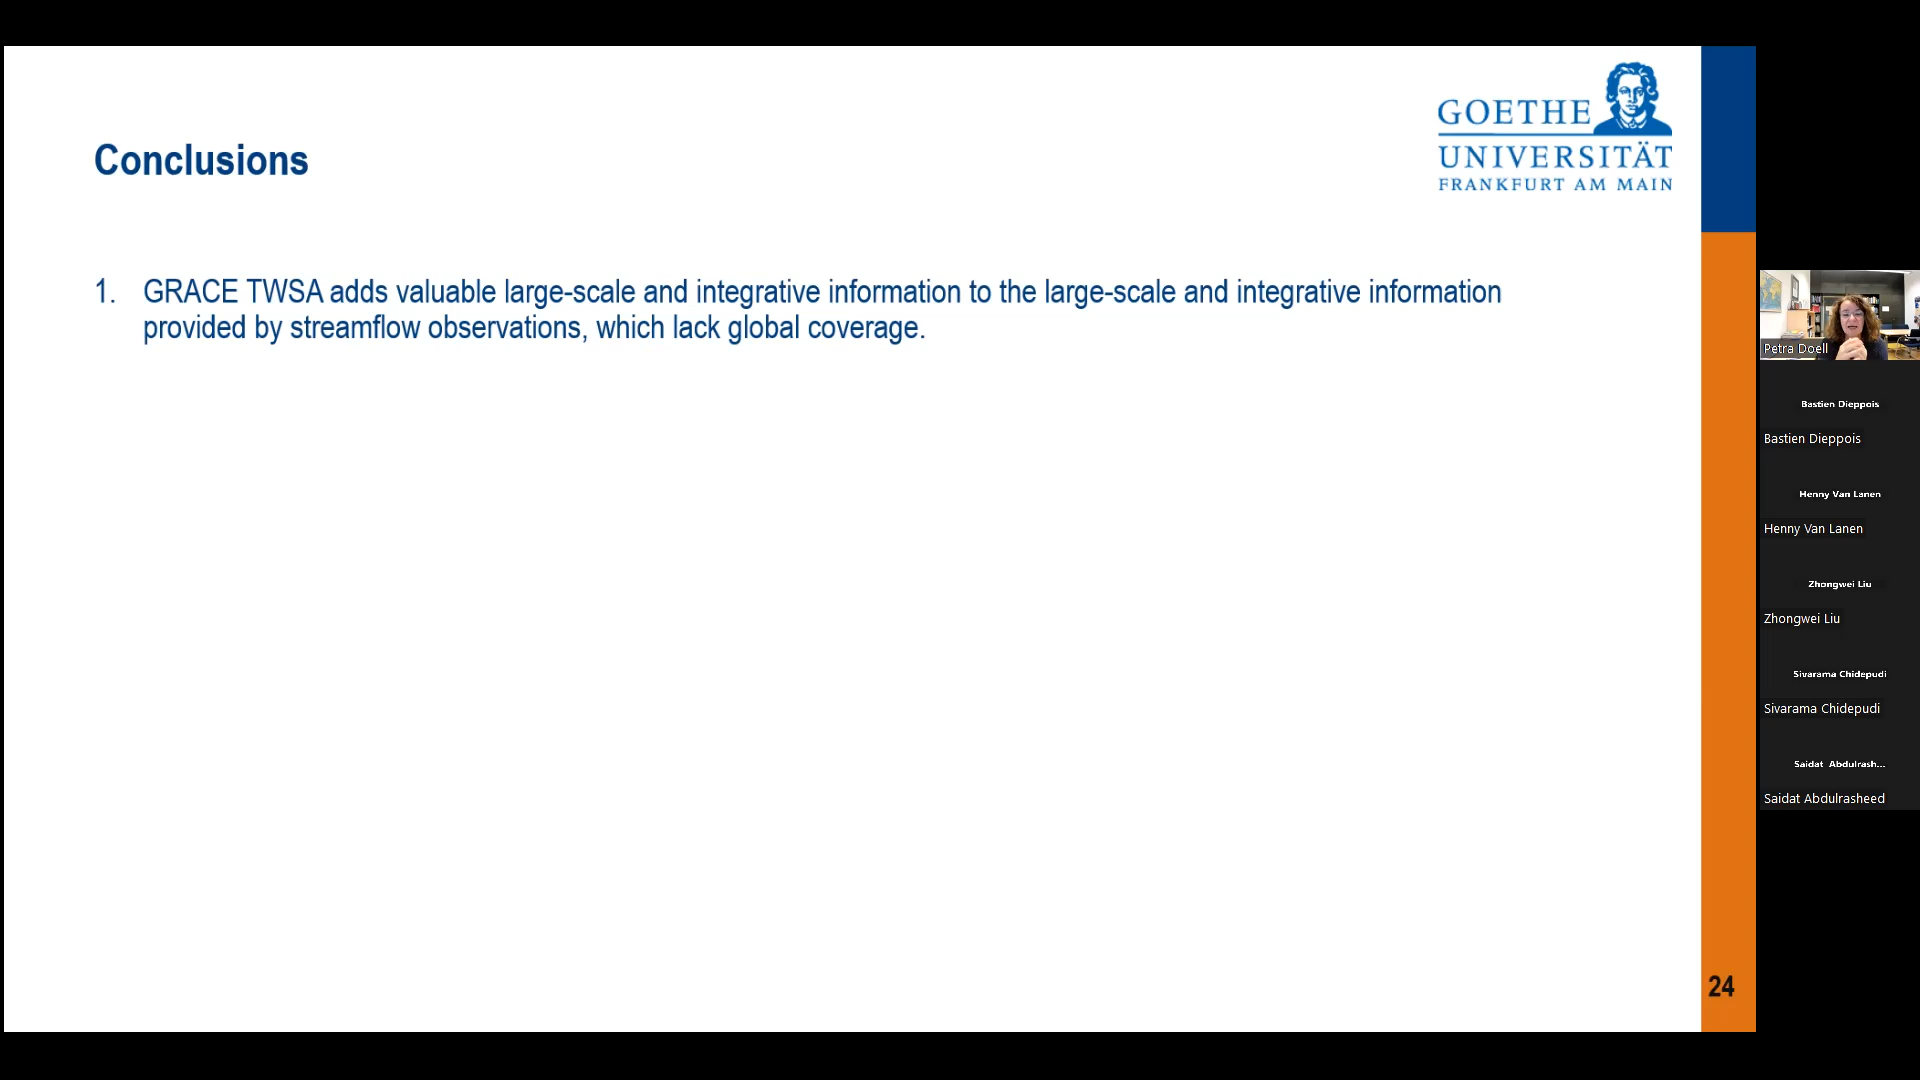 GOETHE
UNIVERSITÄT
FRANKFURT AM MAIN
Conclusions
1. GRACE TWSA adds valuable large-scale and integrative information to the large-scale and integrative information
provided by streamflow observations, which lack global coverage.
24
Petra Doell
Bastien Dieppois
Bastien Dieppois
Henny Van Lanen
Henny Van Lanen
Zhongwei Liu
Zhongwei Liu
Sivarama Chidepudi
Sivarama Chidepudi
Saidat Abdulrash...
Saidat Abdulrasheed